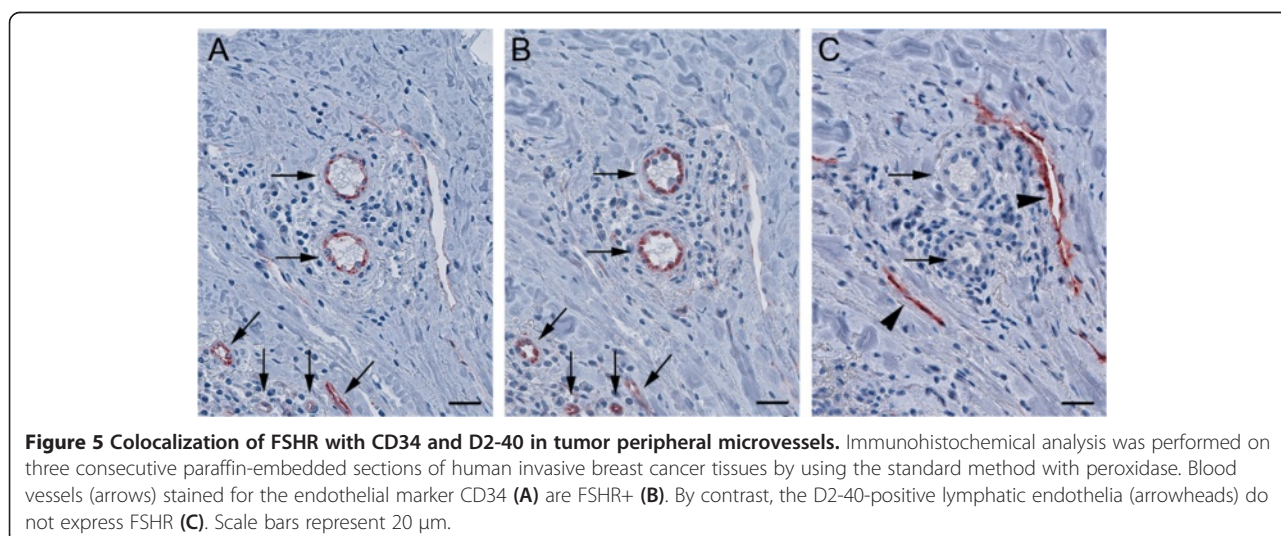 A B C
Figure 5 Colocalization of FSHR with CD34 and D2-40 in tumor peripheral microvessels. Immunohistochemical analysis was performed on
three consecutive paraffin-embedded sections of human invasive breast cancer tissues by using the standard method with peroxidase. Blood
vessels (arrows) stained for the endothelial marker CD34 (A) are FSHR+ (B). By contrast, the D2-40-positive lymphatic endothelia (arrowheads) do
not express FSHR (C). Scale bars represent 20 μm.